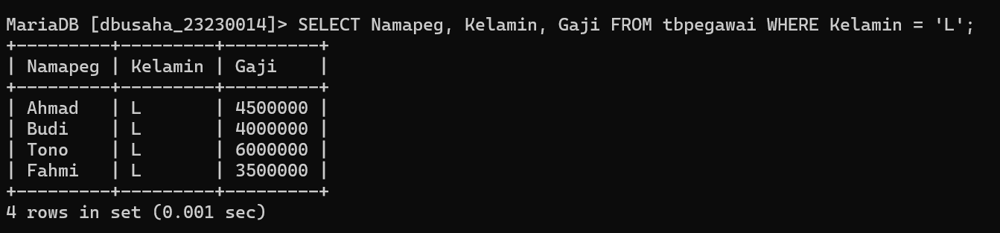 MariaDB [dbusaha_23230014]> SELECT Namapeg, Kelamin, Gaji FROM tbpegawai WHERE Kelamin = 'L';
+---------+---------+---------+
| Namapeg | Kelamin | Gaji    |
+---------+---------+---------+
| Ahmad   | L       | 4500000 |
| Budi    | L       | 4000000 |
| Tono    | L       | 6000000 |
| Fahmi   | L       | 3500000 |
+---------+---------+---------+
4 rows in set (0.001 sec)